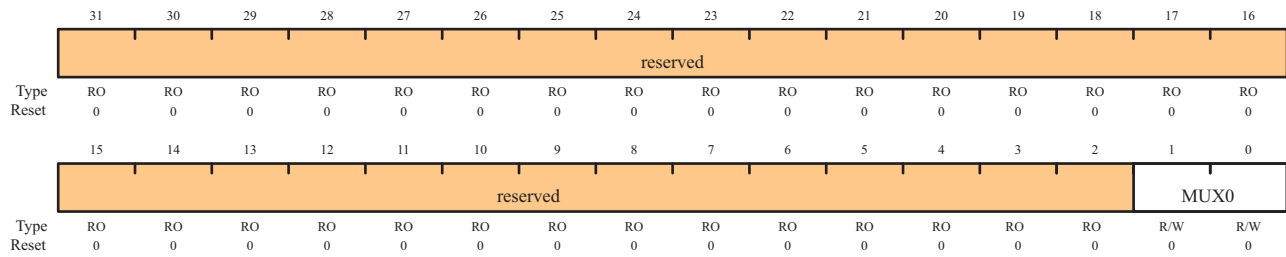 31 30 29 28 27 26 25 24 23 22 21 20 19 18 17 16
reserved
Type RO RO RO RO RO RO RO RO RO RO RO RO RO RO RO RO
Reset 0 0 0 0 0 0 0 0 0 0 0 0 0 0 0 0
15 14 13 12 11 10 9 8 7 6 5 4 3 2 1 0
reserved MUX0
Type RO RO RO RO RO RO RO RO RO RO RO RO RO RO R/W R/W
Reset 0 0 0 0 0 0 0 0 0 0 0 0 0 0 0 0